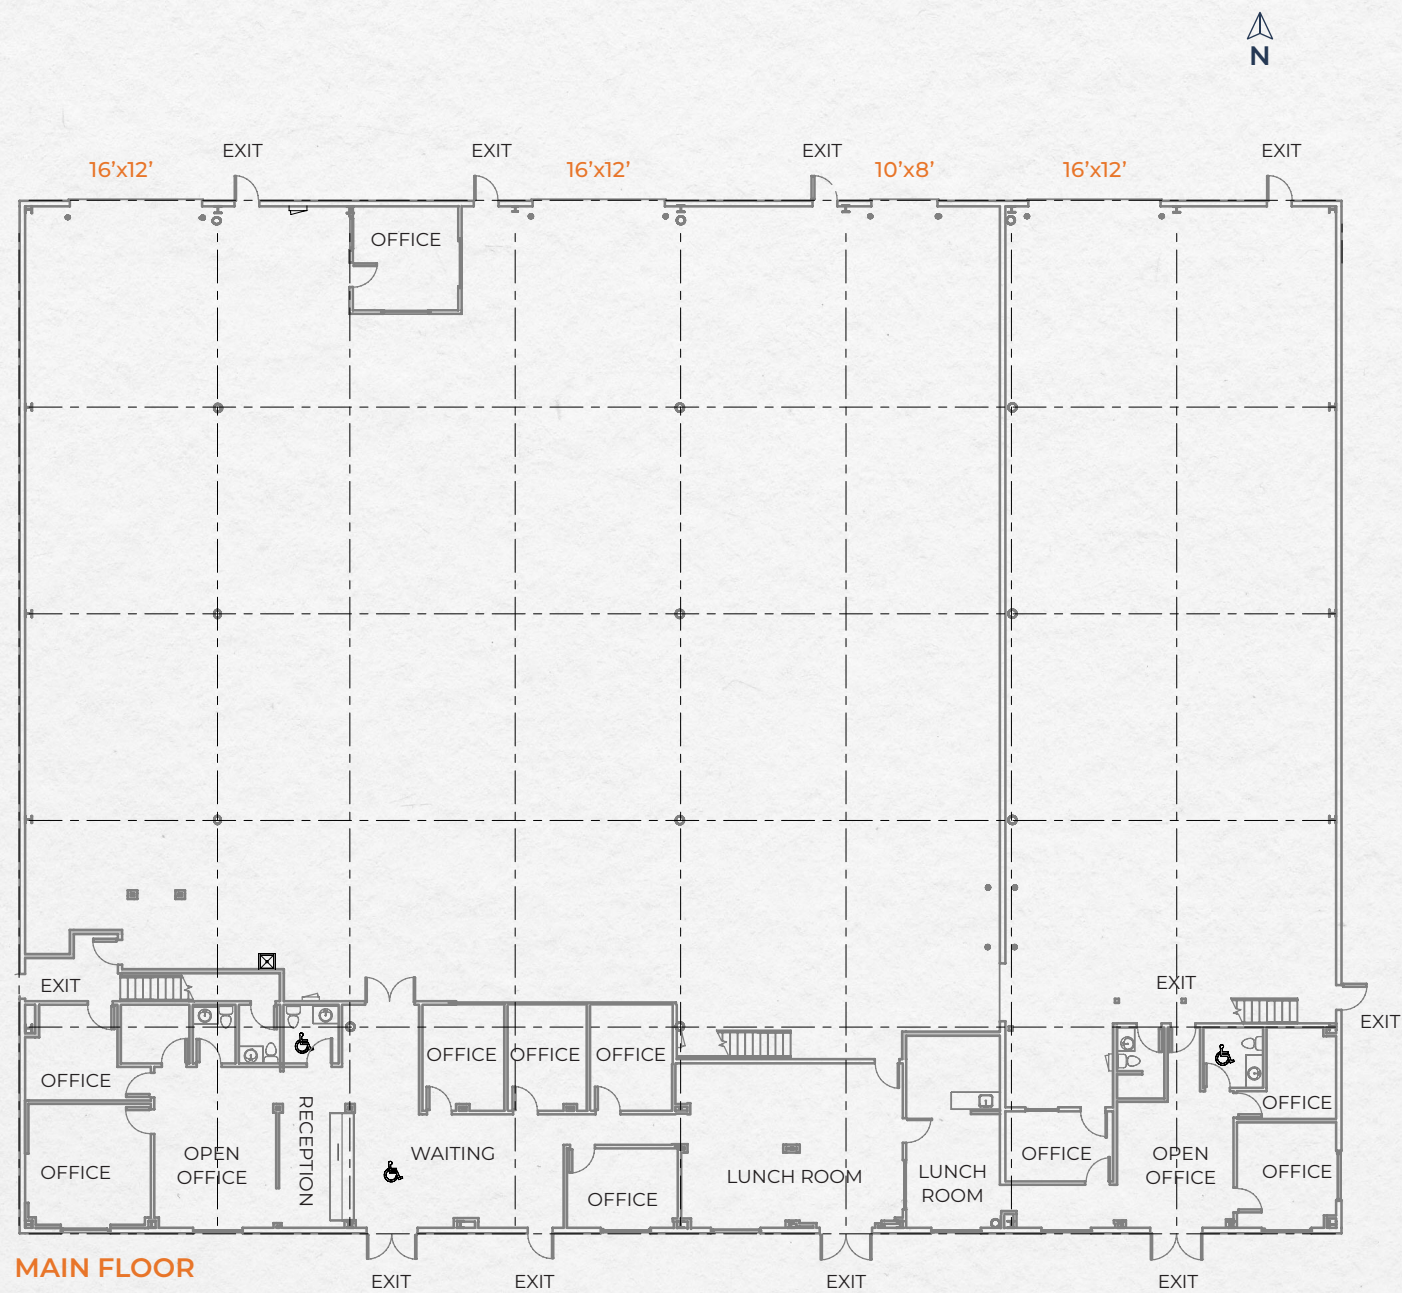 N
EXIT
EXIT
EXIT
EXIT
16’x12’
16’x12’
10’x8’
16’x12’
OFFICE
EXIT
EXIT
EXIT
OFFICE
OFFICE
OFFICE
OFFICE
OFFICE
OFFICE
RECEPTION
OPEN
OFFICE
WAITING
OFFICE
OPEN
OFFICE
OFFICE
OFFICE
LUNCH ROOM
LUNCH
ROOM
OFFICE
MAIN FLOOR
EXIT
EXIT
EXIT
EXIT